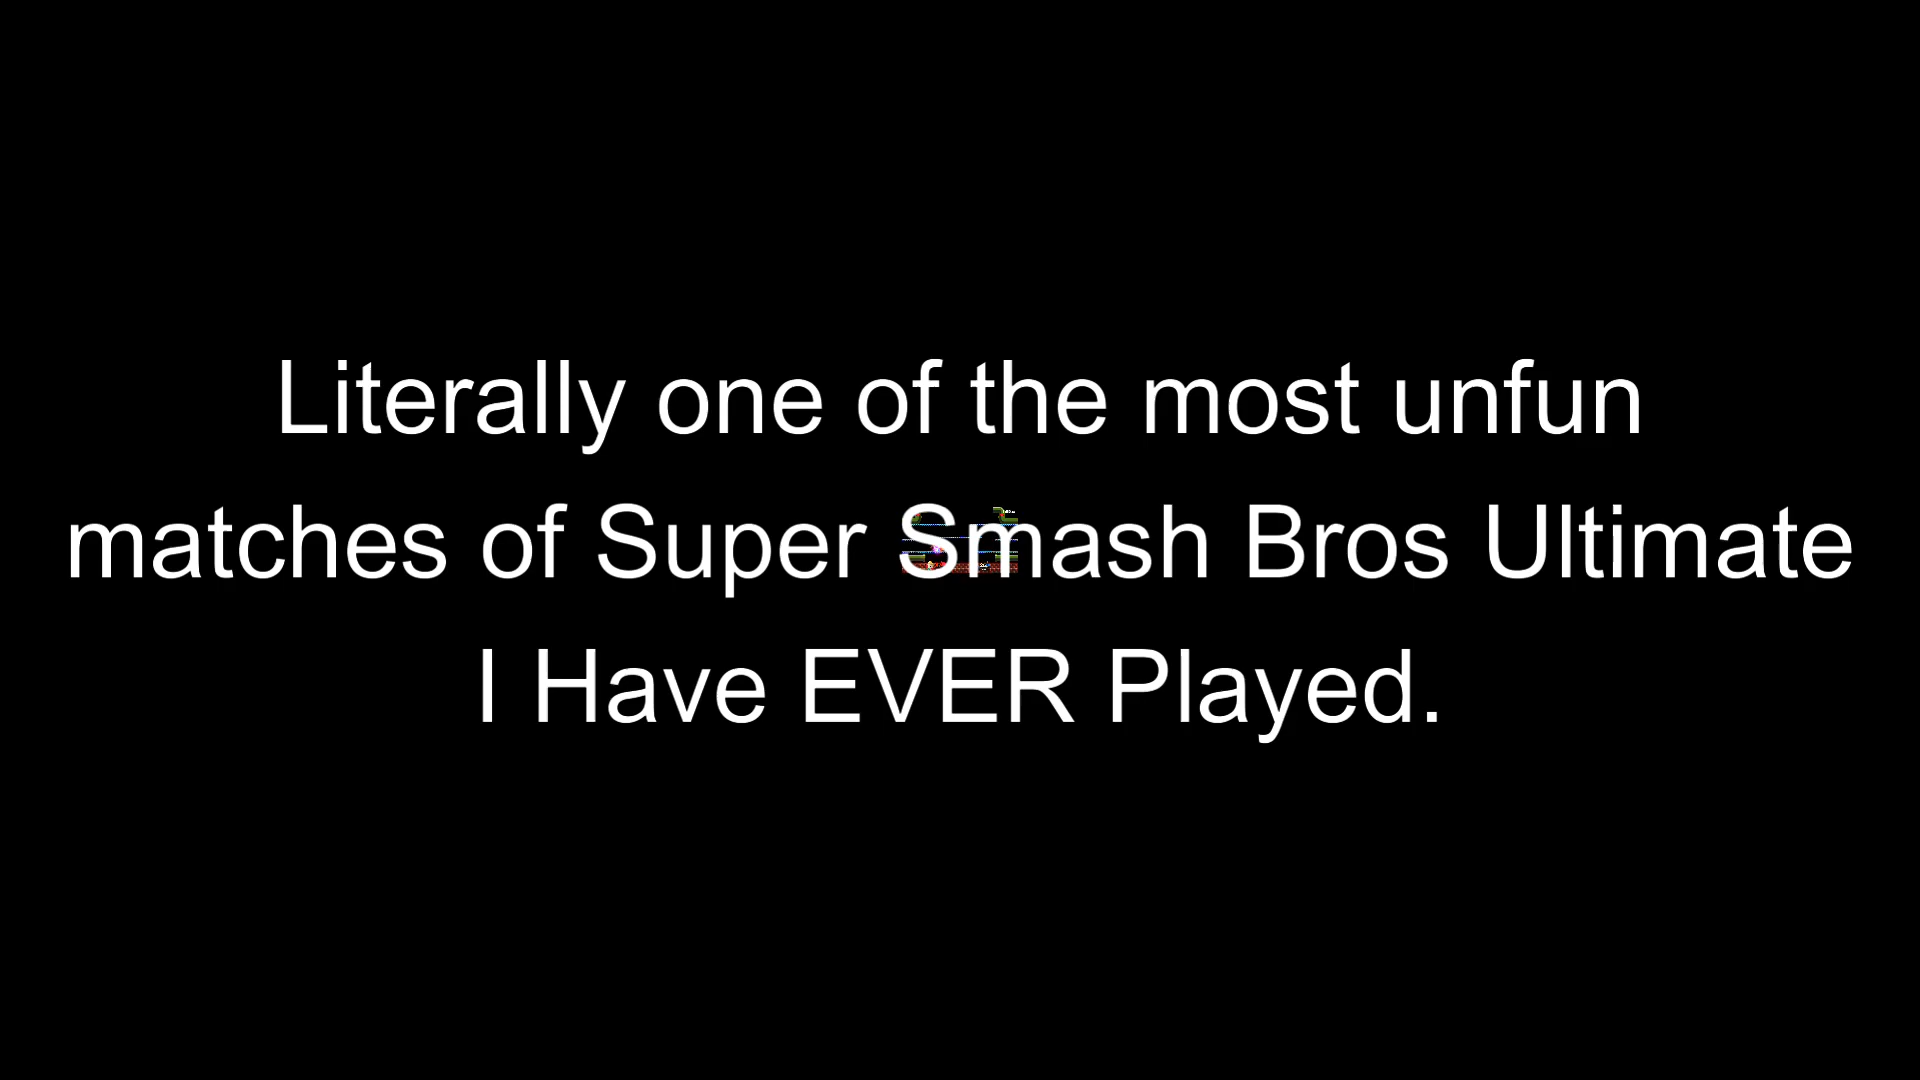 Literally one of the most unfun
matches of Super Smash Bros Ultimate
I Have EVER Played.